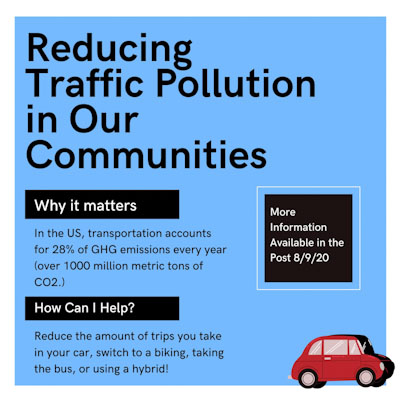 Reducing
Traffic Pollution
in Our
Communities
Why it matters
In the US, transportation accounts
for 28% of GHG emissions every year
(over 1000 million metric tons of
CO2.)
More
Information
Available in the
Post 8/9/20
How Can I Help?
Reduce the amount of trips you take
in your car, switch to a biking, taking
the bus, or using a hybrid!